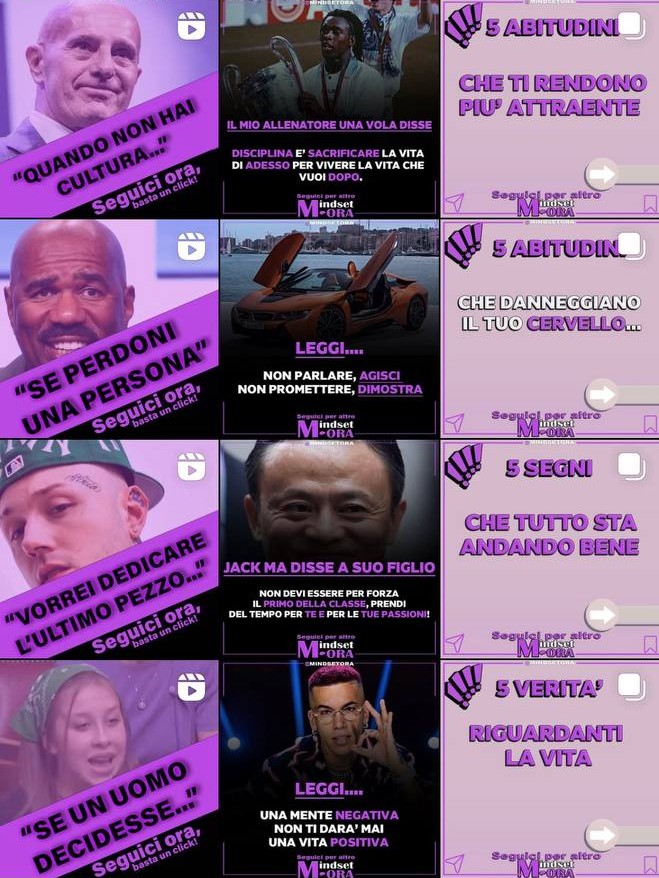 "QUANDO NON HAI
CULTURA..."
Seguici ora,
basta un click!
MINDSETORA
IL MIO ALLENATORE UNA VOLA DISSE
DISCIPLINA E' SACRIFICARE LA VITA
DI ADESSO PER VIVERE LA VITA CHE
VUOI DOPO.
Seguici per altro
Mindset
ORA
MINDSETORA
5 ABITUDINI
CHE TI RENDONO
PIU' ATTRAENTE
Seguici per altro
Mindset
ORA
"SE PERDONI
UNA PERSONA"
Seguici ora,
basta un click!
MINDSETORA
LEGGI....
NON PARLARE, AGISCI
NON PROMETTERE, DIMOSTRA
Seguici per altro
Mindset
ORA
MINDSETORA
5 ABITUDINI
CHE DANNEGGIANO
IL TUO CERVELLO...
Seguici per altro
Mindset
ORA
"VORREI DEDICARE
L'ULTIMO PEZZO..."
Seguici ora,
basta un click!
MINDSETORA
JACK MA DISSE A SUO FIGLIO
NON DEVI ESSERE PER FORZA
IL PRIMO DELLA CLASSE, PRENDI
DEL TEMPO PER TE E PER LE TUE PASSIONI!
Seguici per altro
Mindset
ORA
MINDSETORA
5 SEGNI
CHE TUTTO STA
ANDANDO BENE
Seguici per altro
Mindset
ORA
"SE UN UOMO
DECIDESSE..."
Seguici ora,
basta un click!
@MINDSETORA
LEGGI....
UNA MENTE NEGATIVA
NON TI DARA' MAI
UNA VITA POSITIVA
Seguici per altro
Mindset
ORA
MINDSETORA
5 VERITA'
RIGUARDANTI
LA VITA
Seguici per altro
Mindset
ORA